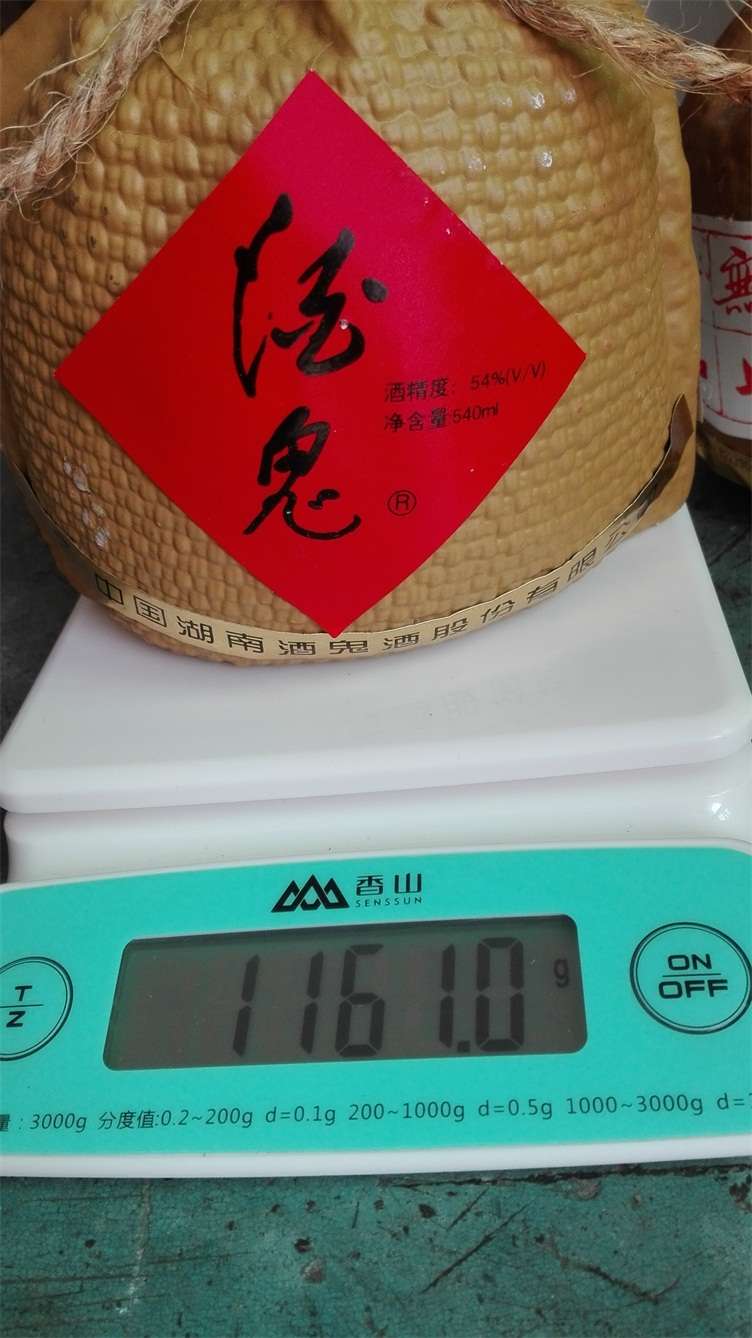 酒
鬼
®
酒精度：54%(V/V)
净含量:540ml
中国湖南酒鬼酒股份有限公
無
香山
SENSSUN
1161.0 g
T
Z
ON
OFF
量：3000g 分度值:0.2~200g d=0.1g 200~1000g d=0.5g 1000~3000g d=